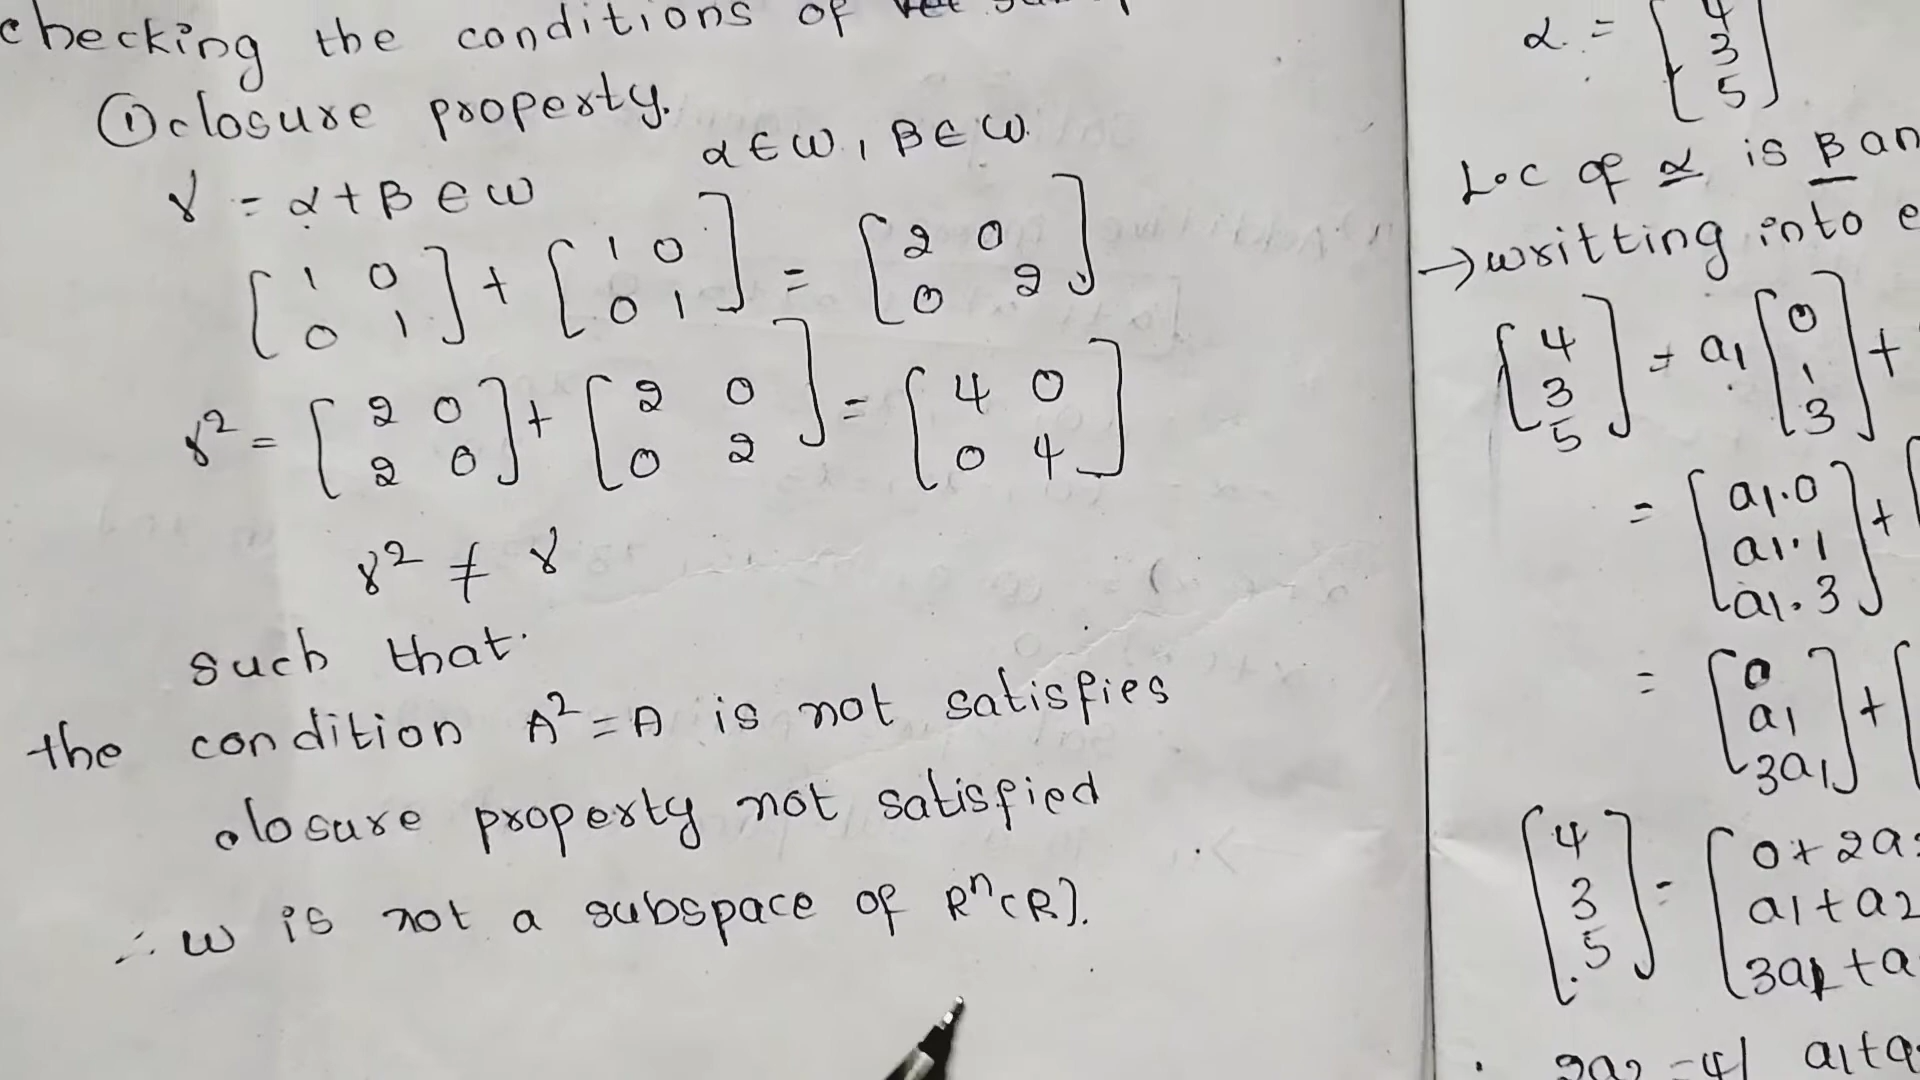 checking the conditions of
① closure property.
α ∈ W, β ∈ W.
γ = α + β ∈ W
[1 0; 0 1] + [1 0; 0 1] = [2 0; 0 2]
γ² = [2 0; 2 0] + [2 0; 0 2] = [4 0; 0 4]
γ² ≠ γ
such that.
the condition A² = A is not satisfies
closure property not satisfied
∴ W is not a subspace of Rⁿ(R).
α = [4; 3; 5]
L.C of α is β an
→ writting into e
[4; 3; 5] = a₁ [0; 1; 3] +
= [a₁.0; a₁.1; a₁.3] + [
= [0; a₁; 3a₁] + [
[4; 3; 5] = [0 + 2a₂; a₁ + a₂; 3a₁ + a
2a₂ = 4 | a₁ + a